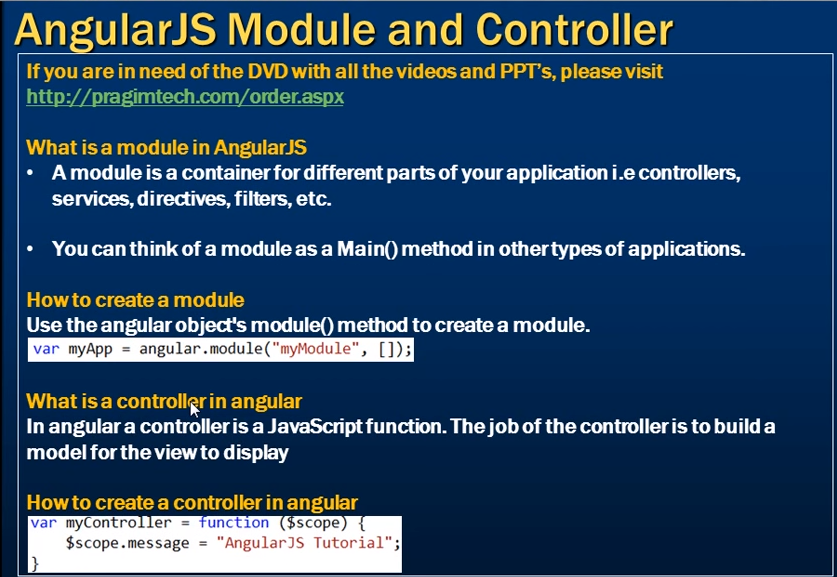 AngularJS Module and Controller
If you are in need of the DVD with all the videos and PPT's, please visit
http://pragimtech.com/order.aspx
What is a module in AngularJS
• A module is a container for different parts of your application i.e controllers,
services, directives, filters, etc.
• You can think of a module as a Main() method in other types of applications.
How to create a module
Use the angular object's module() method to create a module.
var myApp = angular.module("myModule", []);
What is a controller in angular
In angular a controller is a JavaScript function. The job of the controller is to build a
model for the view to display
How to create a controller in angular
var myController = function ($scope) {
$scope.message = "AngularJS Tutorial";
}